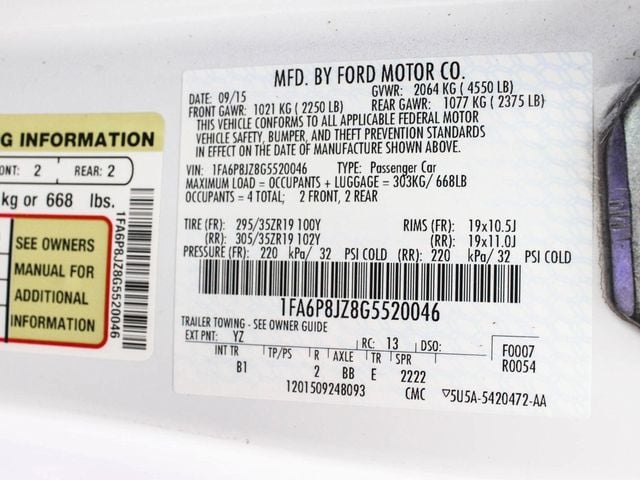 G INFORMATION
ONT: 2 REAR: 2
kg or 668 lbs.
SEE OWNERS
MANUAL FOR
ADDITIONAL
INFORMATION
1FA6P8JZ8G5520046
MFD. BY FORD MOTOR CO.
DATE: 09/15 GVWR: 2064 KG ( 4550 LB)
FRONT GAWR: 1021 KG ( 2250 LB) REAR GAWR: 1077 KG ( 2375 LB)
THIS VEHICLE CONFORMS TO ALL APPLICABLE FEDERAL MOTOR
VEHICLE SAFETY, BUMPER, AND THEFT PREVENTION STANDARDS
IN EFFECT ON THE DATE OF MANUFACTURE SHOWN ABOVE.
VIN: 1FA6P8JZ8G5520046 TYPE: Passenger Car
MAXIMUM LOAD = OCCUPANTS + LUGGAGE = 303KG/ 668LB
OCCUPANTS = 4 TOTAL; 2 FRONT, 2 REAR
TIRE (FR): 295/35ZR19 100Y RIMS (FR): 19x10.5J
(RR): 305/35ZR19 102Y (RR): 19x11.0J
PRESSURE (FR): 220 kPa/ 32 PSI COLD (RR): 220 kPa/ 32 PSI COLD
1FA6P8JZ8G5520046
TRAILER TOWING - SEE OWNER GUIDE
EXT PNT: YZ RC: 13 DSO: F0007
INT TR TP/PS R AXLE TR SPR R0054
B1 2 BB E 2222
1201509248093 CMC ▽5U5A-5420472-AA